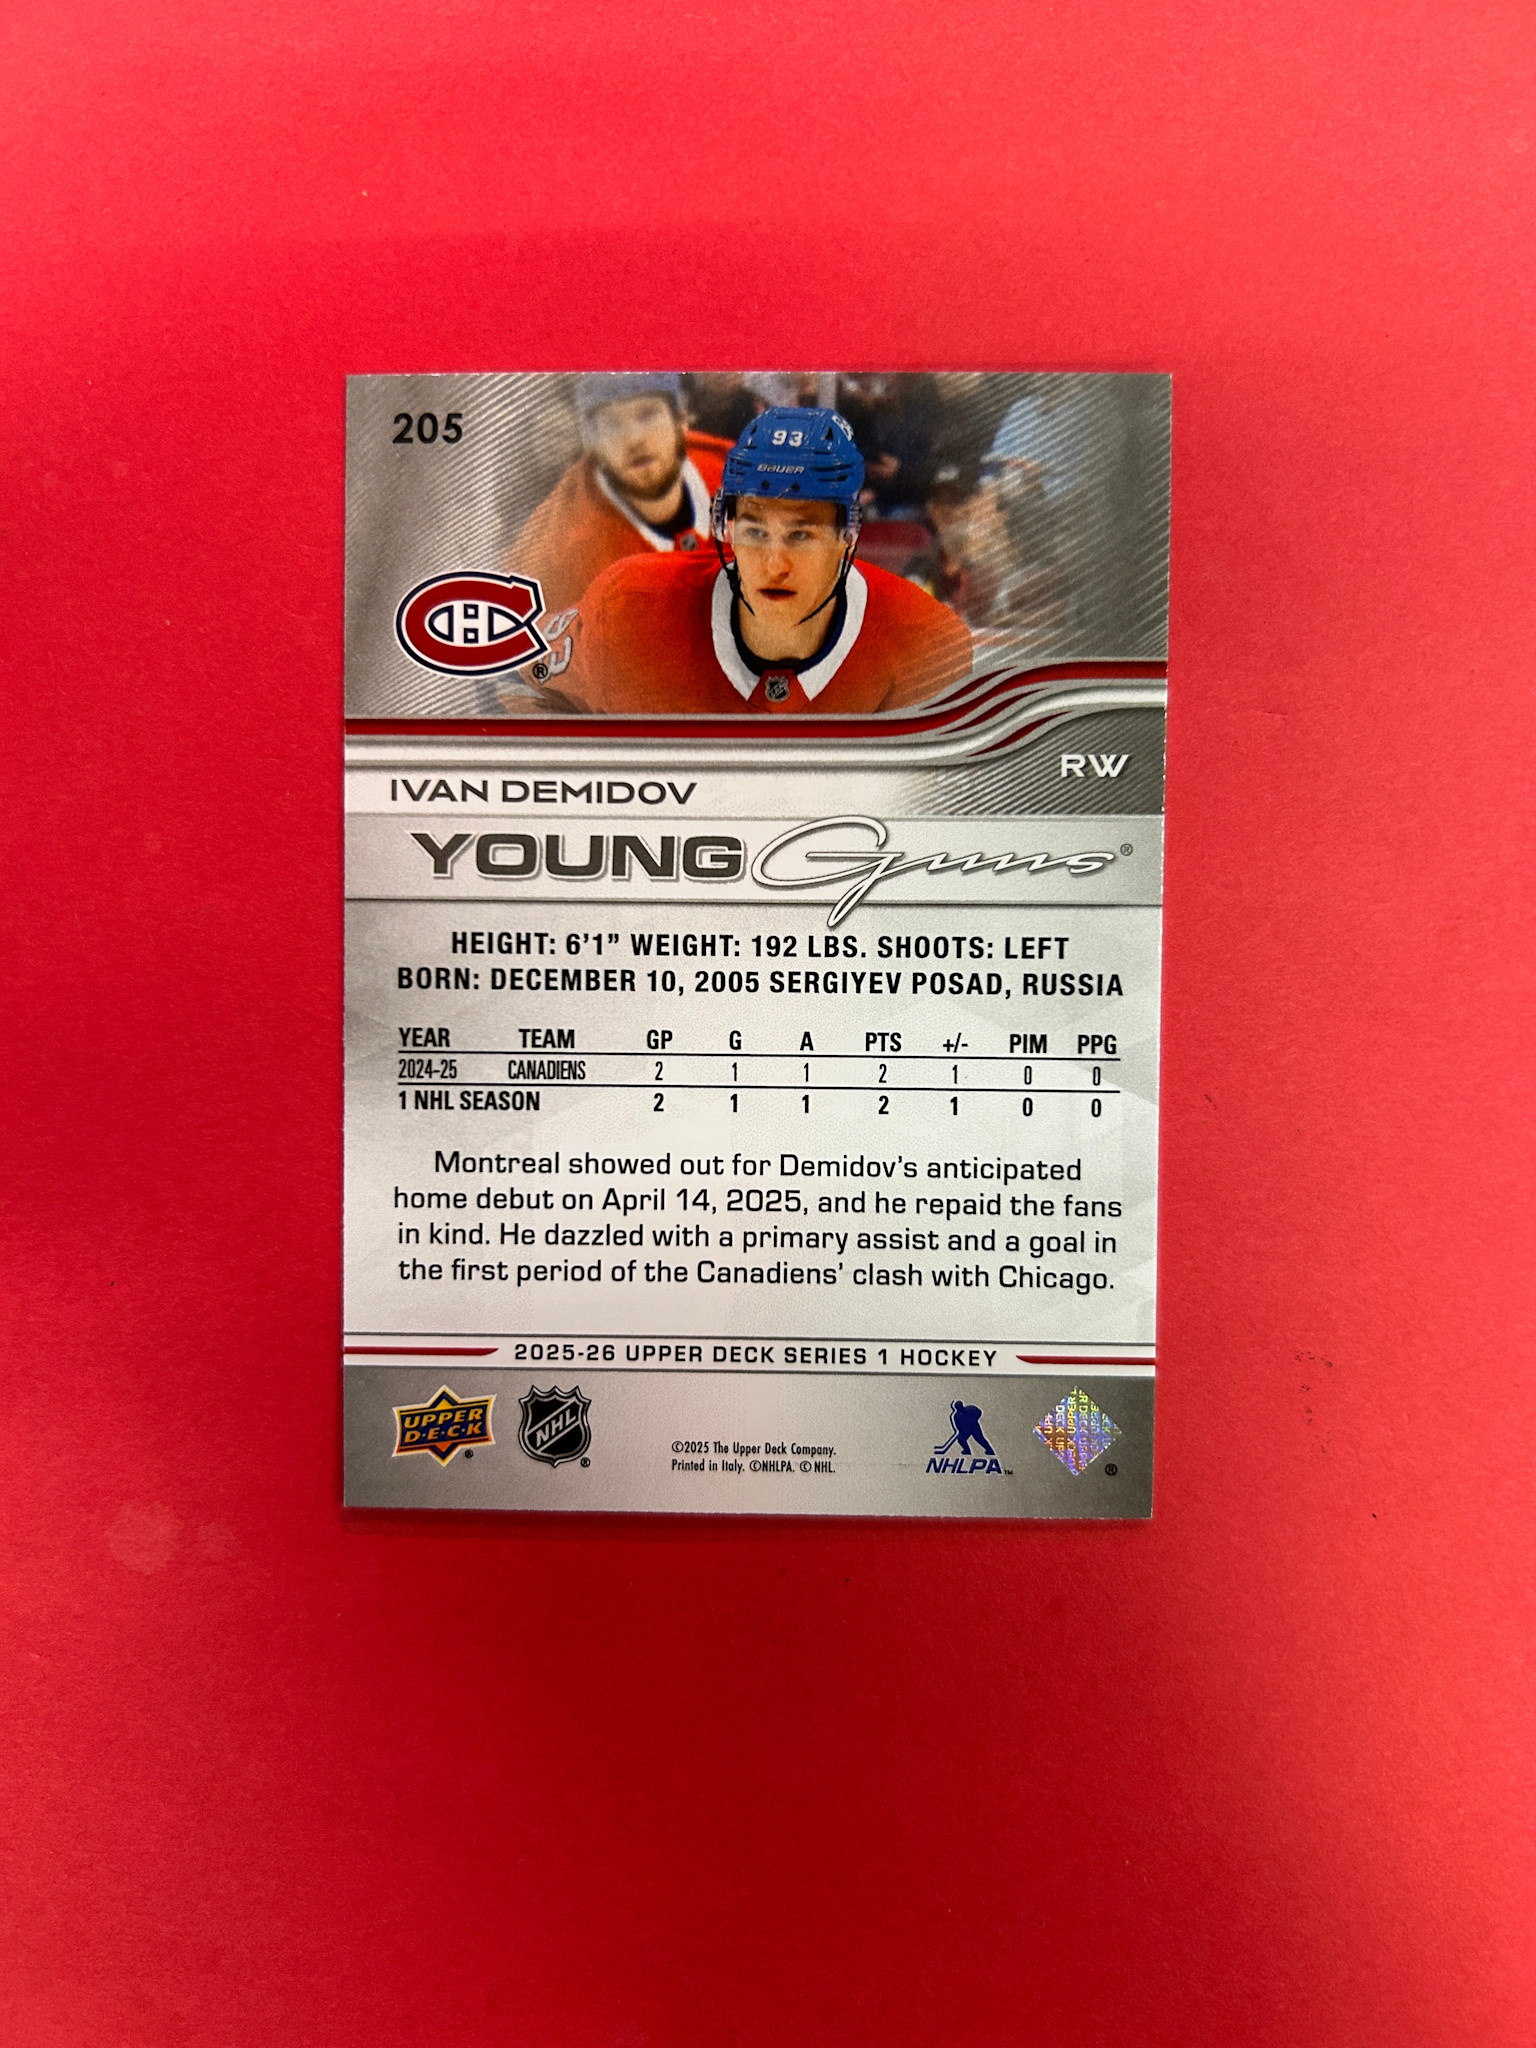 205
93
BAUER
RW
IVAN DEMIDOV
YOUNG Guns®
HEIGHT: 6'1" WEIGHT: 192 LBS. SHOOTS: LEFT
BORN: DECEMBER 10, 2005 SERGIYEV POSAD, RUSSIA
YEAR TEAM GP G A PTS +/- PIM PPG
2024-25 CANADIENS 2 1 1 2 1 0 0
1 NHL SEASON 2 1 1 2 1 0 0
Montreal showed out for Demidov's anticipated
home debut on April 14, 2025, and he repaid the fans
in kind. He dazzled with a primary assist and a goal in
the first period of the Canadiens' clash with Chicago.
2025-26 UPPER DECK SERIES 1 HOCKEY
UPPER
D·E·C·K®
NHL®
©2025 The Upper Deck Company.
Printed in Italy. ©NHLPA. © NHL.
NHLPA™
®